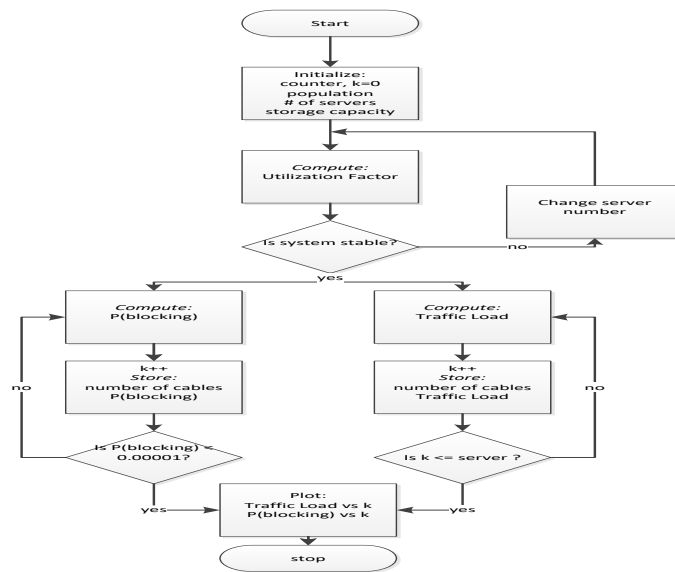 Start
Initialize:
counter, k=0
population
# of servers
storage capacity
Compute:
Utilization Factor
Change server
number
Is system stable?
no
yes
Compute:
P(blocking)
Compute:
Traffic Load
k++
Store:
number of cables
P(blocking)
k++
Store:
number of cables
Traffic Load
no
no
Is P(blocking) <
0.00001?
Is k <= server ?
yes
yes
Plot:
Traffic Load vs k
P(blocking) vs k
stop